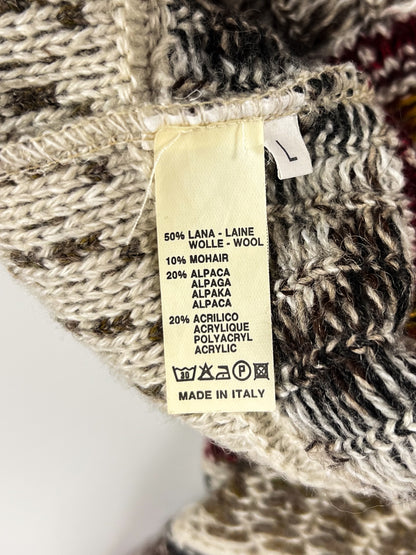 L
50% LANA - LAINE
WOLLE - WOOL
10% MOHAIR
20% ALPACA
ALPAGA
ALPAKA
ALPACA
20% ACRILICO
ACRYLIQUE
POLYACRYL
ACRYLIC
30 P
MADE IN ITALY